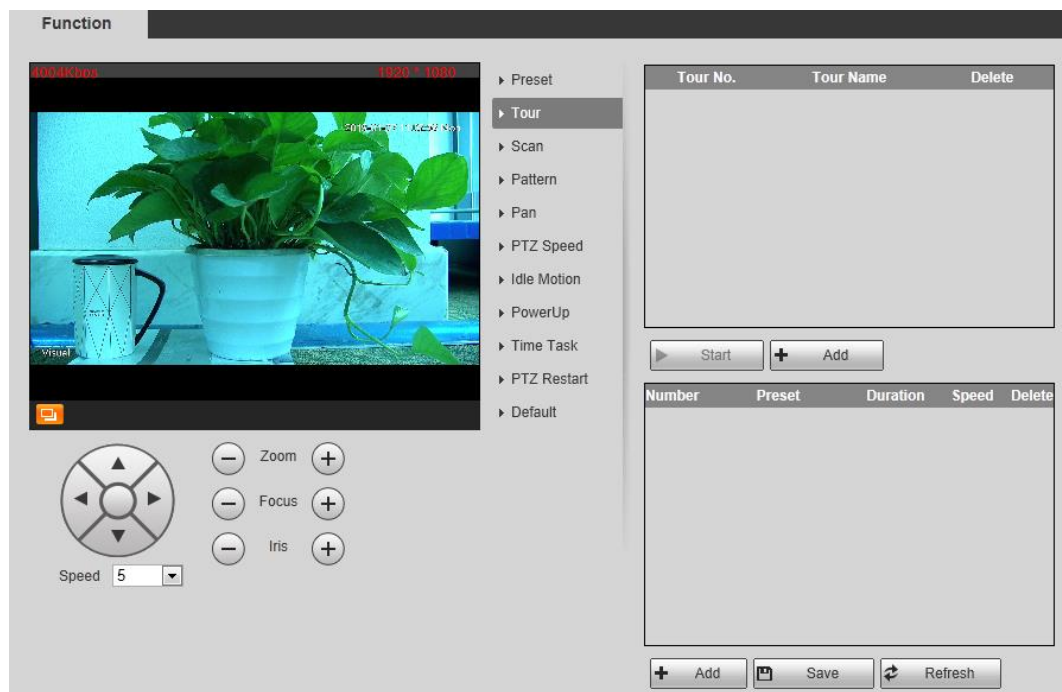 Function
4004Kbps 1920 * 1080
Visuel
Speed 5
Zoom
Focus
Iris
Preset
Tour
Scan
Pattern
Pan
PTZ Speed
Idle Motion
PowerUp
Time Task
PTZ Restart
Default
Tour No. Tour Name Delete
Start Add
Number Preset Duration Speed Delete
Add Save Refresh